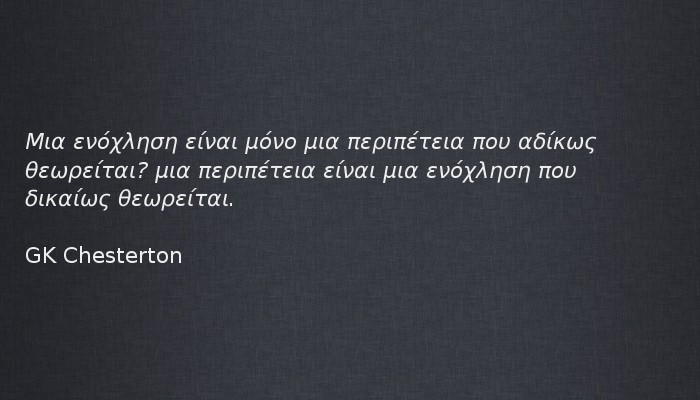 Μια ενόχληση είναι μόνο μια περιπέτεια που αδίκως
θεωρείται? μια περιπέτεια είναι μια ενόχληση που
δικαίως θεωρείται.
GK Chesterton